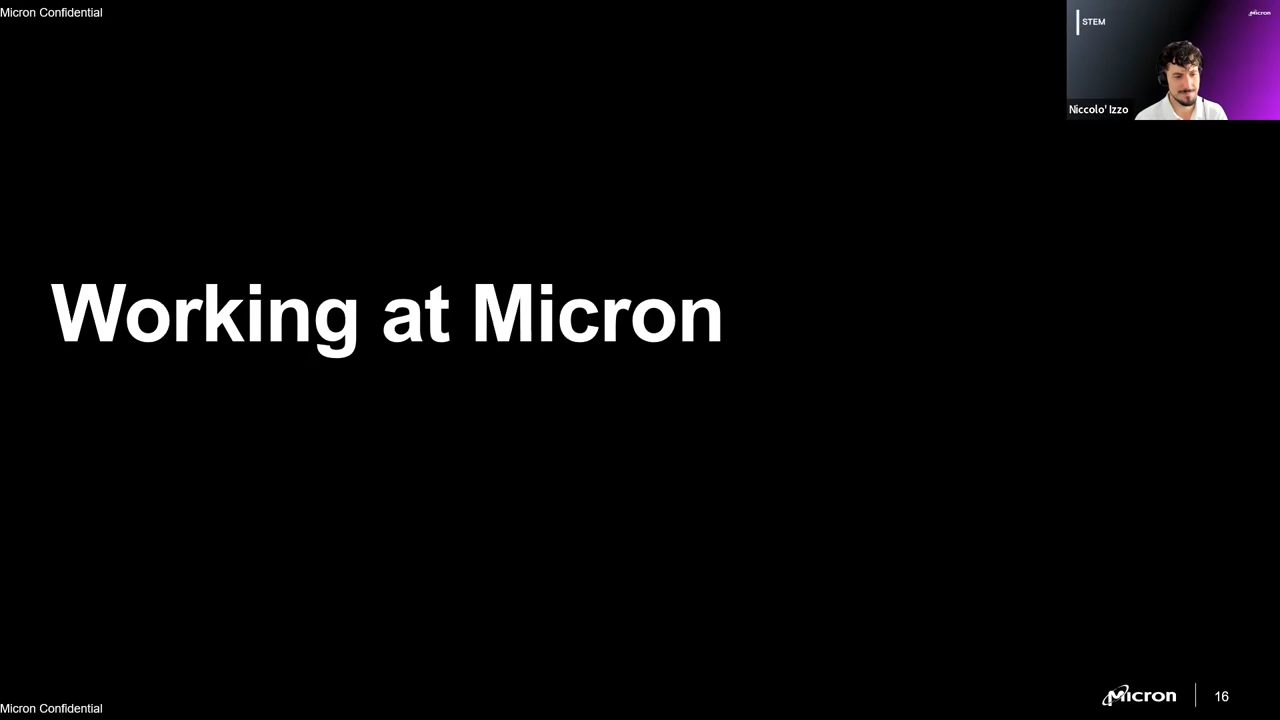 Micron Confidential
STEM
Micron
Niccolo' Izzo
Working at Micron
Micron
16
Micron Confidential